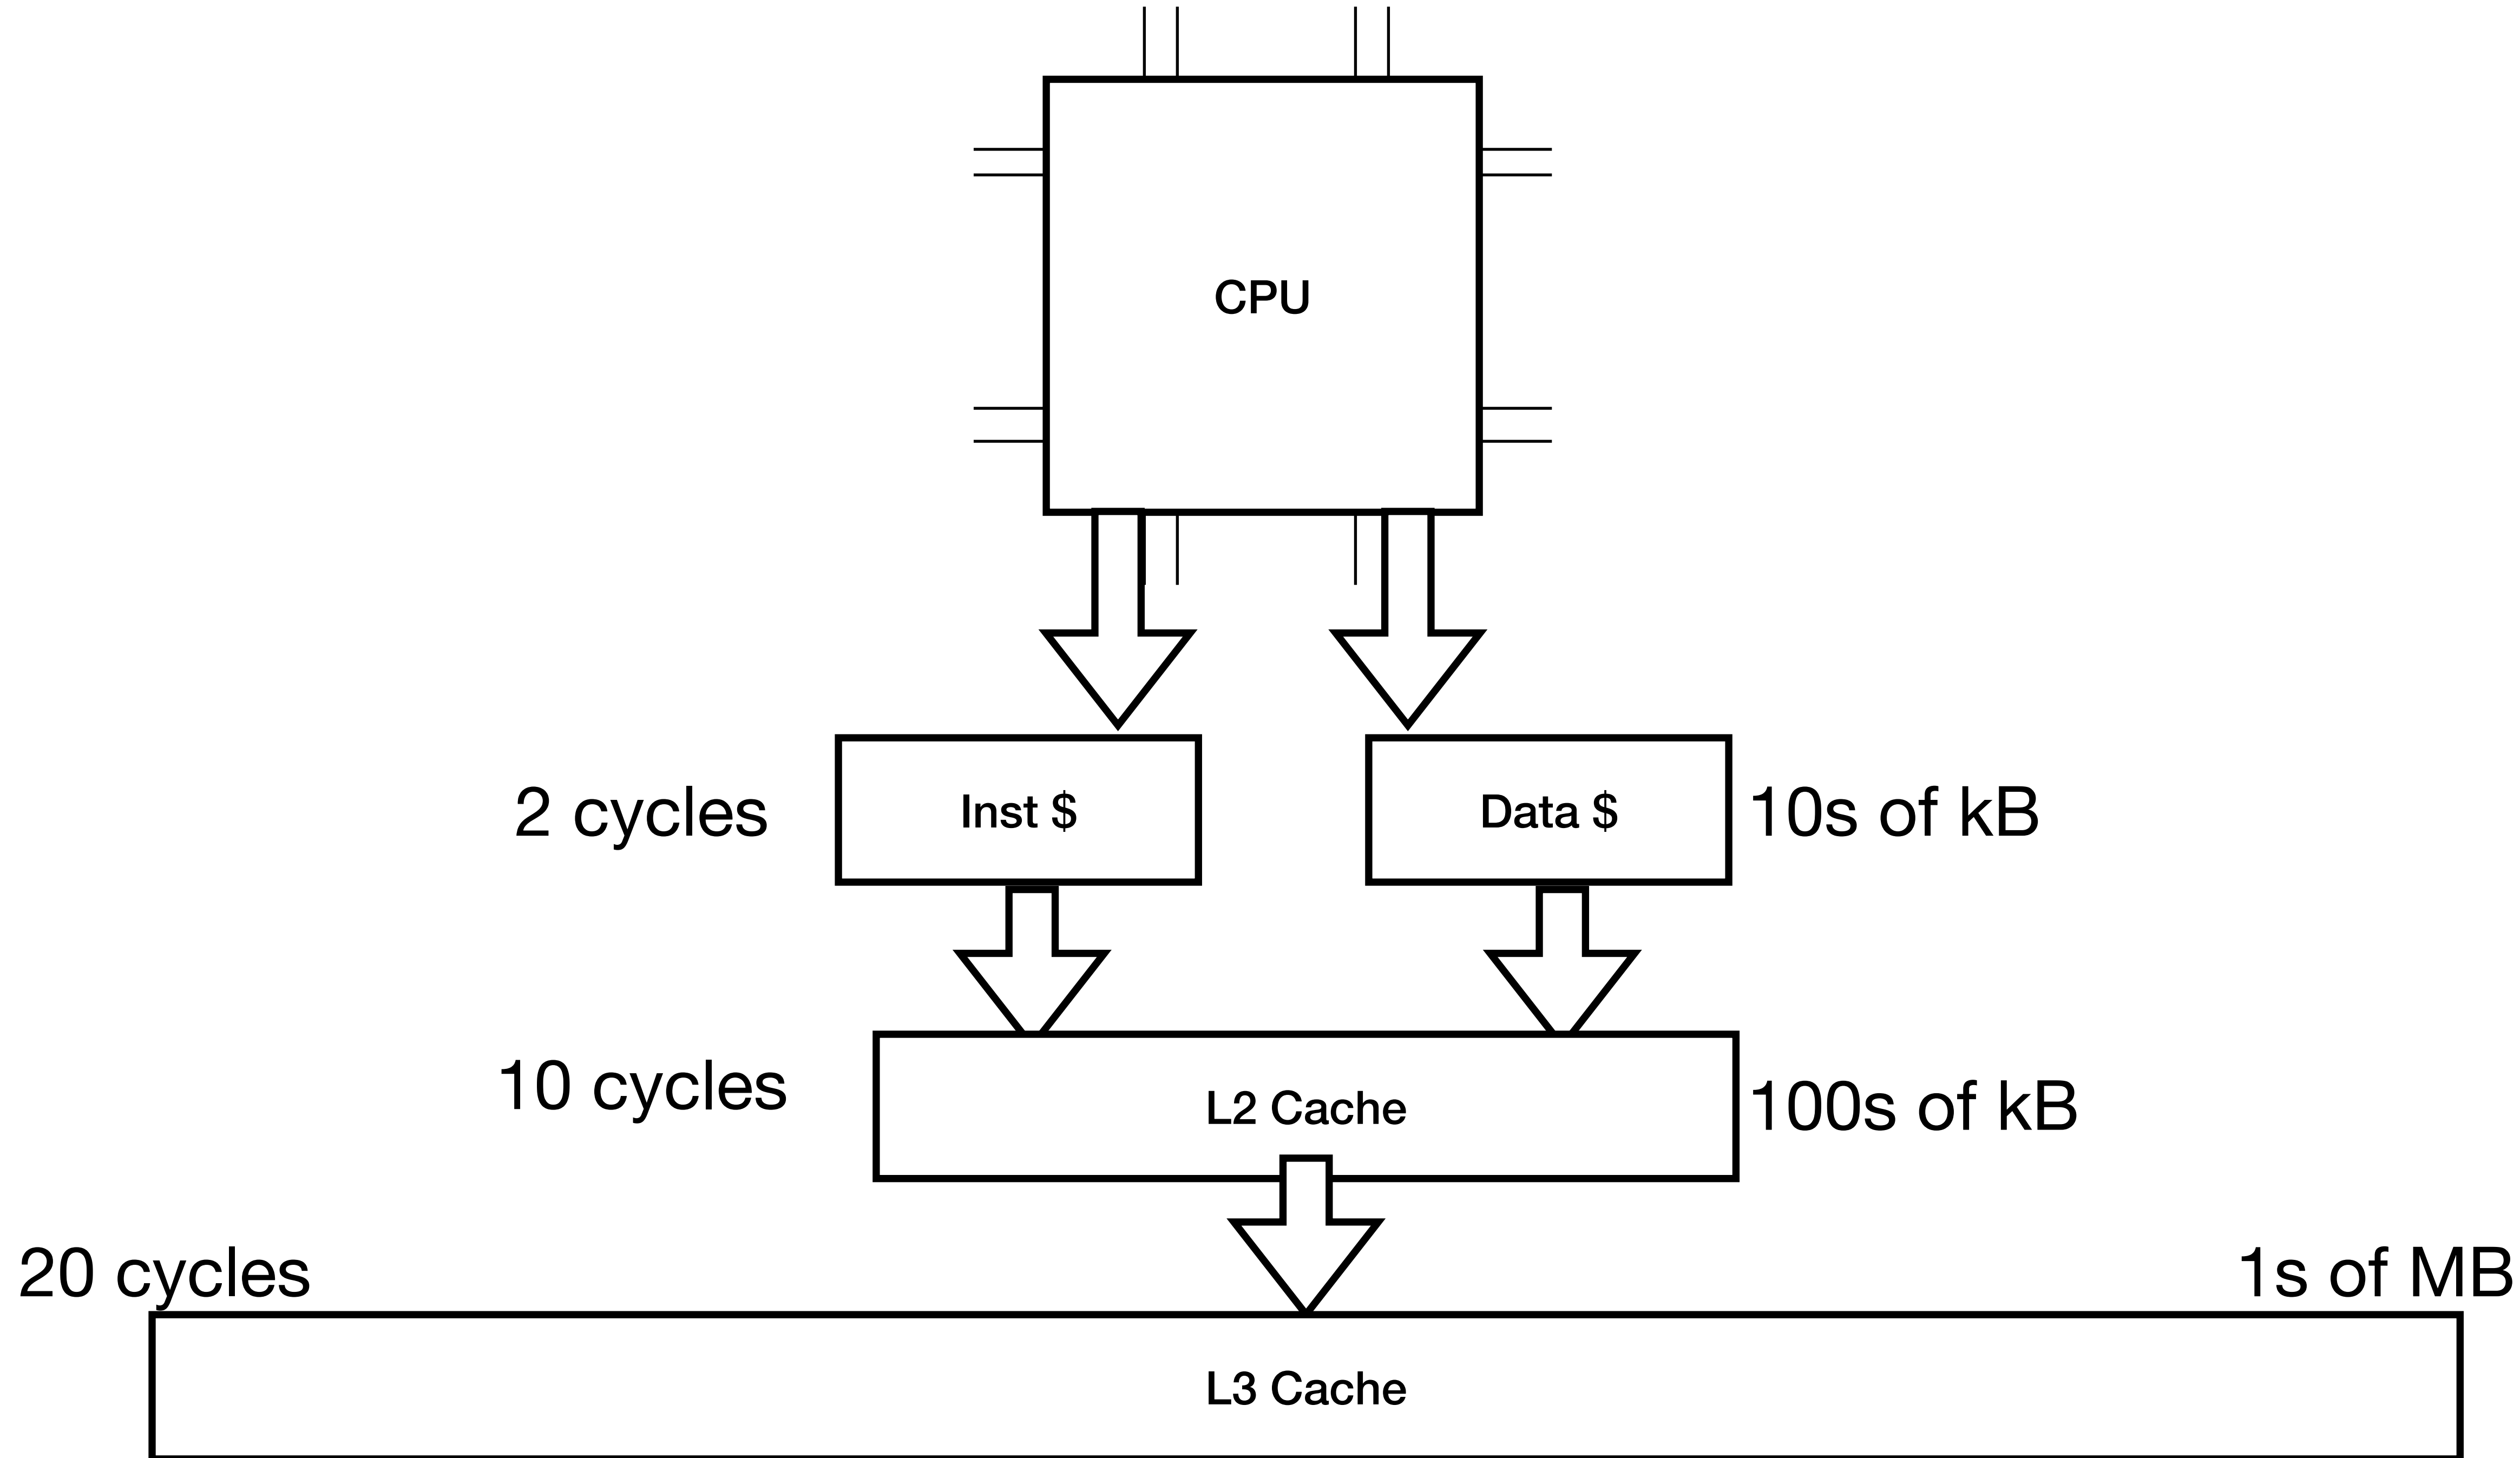 CPU
2 cycles
Inst $
Data $
10s of kB
10 cycles
L2 Cache
100s of kB
20 cycles
1s of MB
L3 Cache